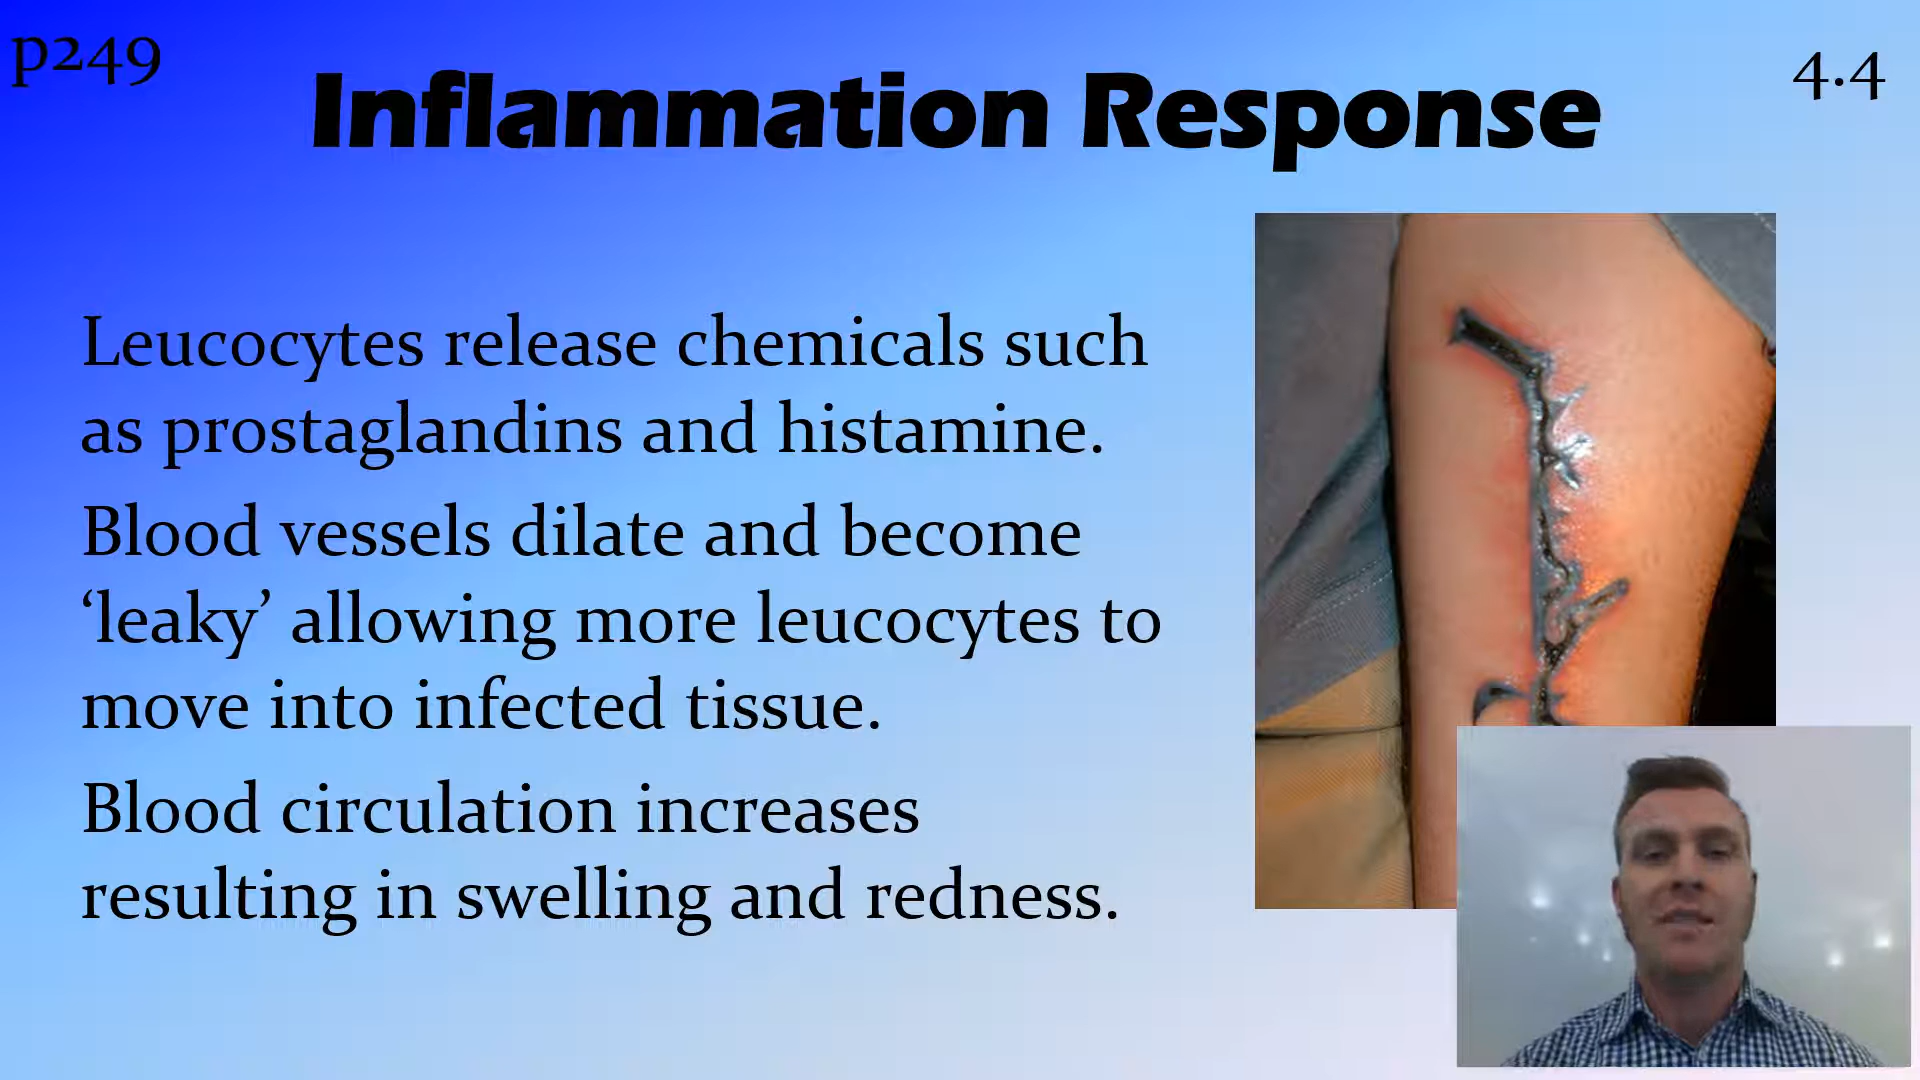 p249
4.4
Inflammation Response
Leucocytes release chemicals such
as prostaglandins and histamine.
Blood vessels dilate and become
‘leaky’ allowing more leucocytes to
move into infected tissue.
Blood circulation increases
resulting in swelling and redness.